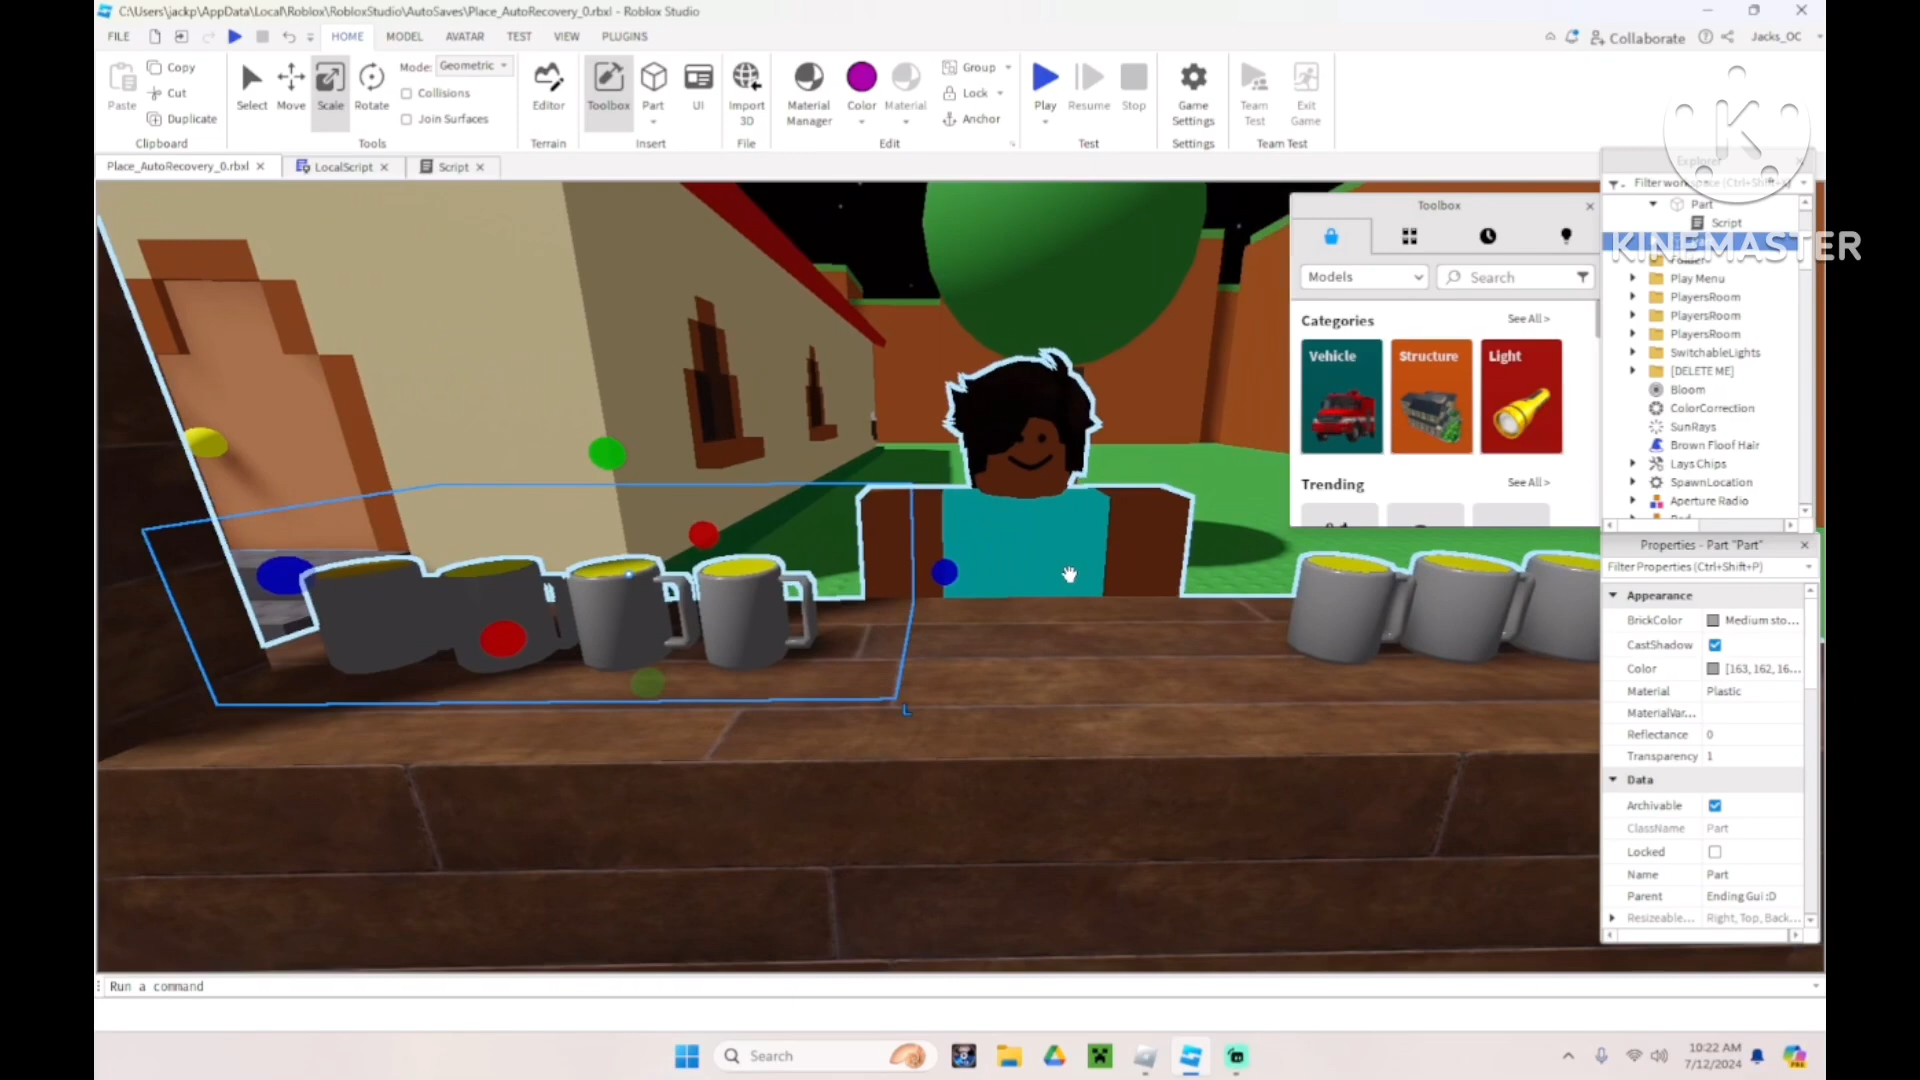 C:\Users\jackp\AppData\Local\Roblox\RobloxStudio\AutoSaves\Place_AutoRecovery_0.rbxl - Roblox Studio
FILE HOME MODEL AVATAR TEST VIEW PLUGINS
Collaborate Jacks_OC
Paste Copy Cut Duplicate
Select Move Scale Rotate
Mode: Geometric
Collisions
Join Surfaces
Editor Toolbox Part UI
Import 3D
Material Manager
Color Material
Group
Lock
Anchor
Play Resume Stop
Game Settings
Team Test
Exit Game
Clipboard Tools Terrain Insert File Edit Test Settings Team Test
Place_AutoRecovery_0.rbxl LocalScript Script
Toolbox
Models Search
Categories See All >
Vehicle Structure Light
Trending See All >
Explorer
Filter workspace (Ctrl+Shift+X)
Part
Script
KINEMASTER
Folder
Play Menu
PlayersRoom
PlayersRoom
PlayersRoom
SwitchableLights
[DELETE ME]
Bloom
ColorCorrection
SunRays
Brown Floof Hair
Lays Chips
SpawnLocation
Aperture Radio
Properties - Part "Part"
Filter Properties (Ctrl+Shift+P)
Appearance
BrickColor Medium sto...
CastShadow
Color [163, 162, 16...
Material Plastic
MaterialVar...
Reflectance 0
Transparency 1
Data
Archivable
ClassName Part
Locked
Name Part
Parent Ending Gui :D
Resizeable... Right, Top, Back...
L
Run a command
Search
10:22 AM
7/12/2024